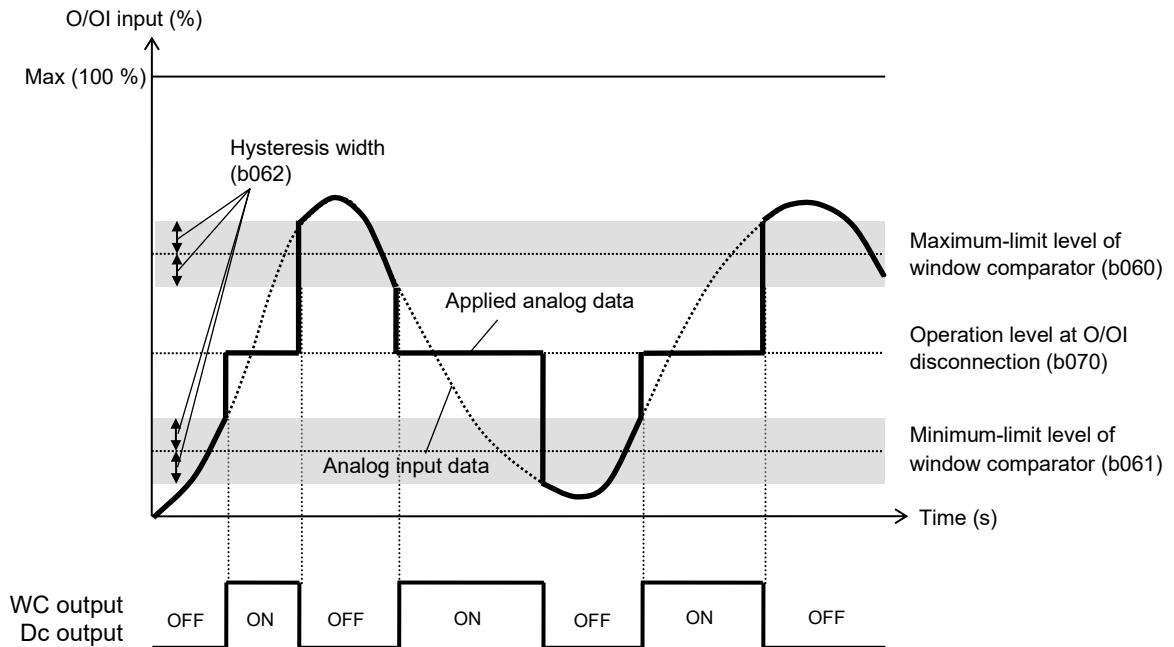 O/OI input (%)
Max (100 %)
Hysteresis width
(b062)
Maximum-limit level of
window comparator (b060)
Applied analog data
Operation level at O/OI
disconnection (b070)
Minimum-limit level of
window comparator (b061)
Analog input data
Time (s)
WC output
Dc output
OFF
ON
OFF
ON
OFF
ON
OFF